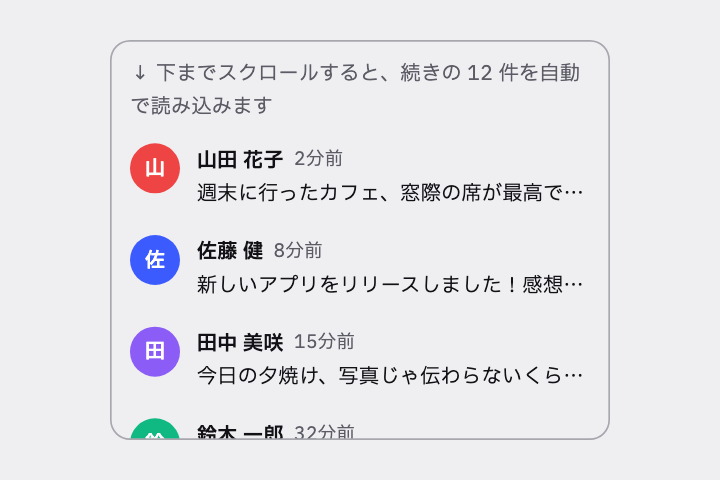 ↓ 下までスクロールすると、続きの 12 件を自動
で読み込みます
山
山田 花子 2分前
週末に行ったカフェ、窓際の席が最高で…
佐
佐藤 健 8分前
新しいアプリをリリースしました！感想…
田
田中 美咲 15分前
今日の夕焼け、写真じゃ伝わらないくら…
鈴
鈴木 一郎 32分前